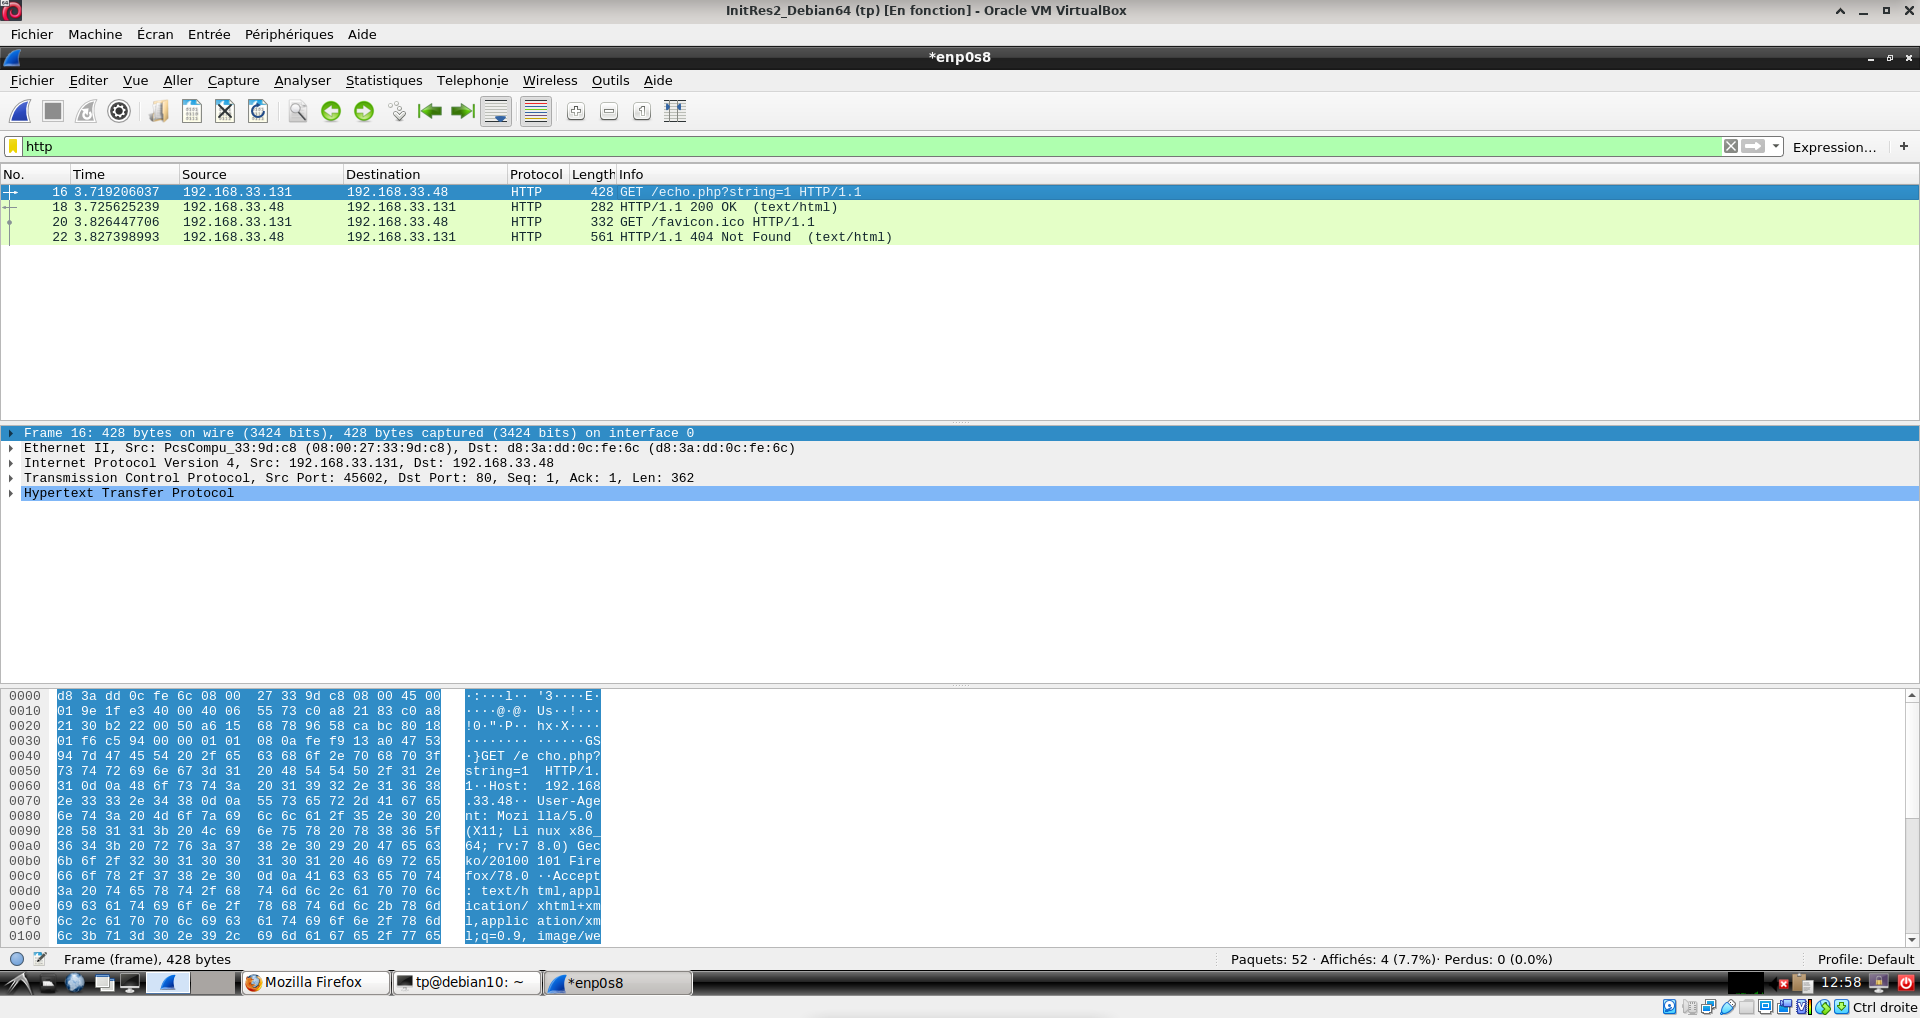 InitRes2_Debian64 (tp) [En fonction] - Oracle VM VirtualBox
Fichier Machine Écran Entrée Périphériques Aide
*enp0s8
Fichier Editer Vue Aller Capture Analyser Statistiques Telephonie Wireless Outils Aide
http Expression… +
No. Time Source Destination Protocol Length Info
16 3.719206037 192.168.33.131 192.168.33.48 HTTP 428 GET /echo.php?string=1 HTTP/1.1
18 3.725625239 192.168.33.48 192.168.33.131 HTTP 282 HTTP/1.1 200 OK (text/html)
20 3.826447706 192.168.33.131 192.168.33.48 HTTP 332 GET /favicon.ico HTTP/1.1
22 3.827398993 192.168.33.48 192.168.33.131 HTTP 561 HTTP/1.1 404 Not Found (text/html)
Frame 16: 428 bytes on wire (3424 bits), 428 bytes captured (3424 bits) on interface 0
Ethernet II, Src: PcsCompu_33:9d:c8 (08:00:27:33:9d:c8), Dst: d8:3a:dd:0c:fe:6c (d8:3a:dd:0c:fe:6c)
Internet Protocol Version 4, Src: 192.168.33.131, Dst: 192.168.33.48
Transmission Control Protocol, Src Port: 45602, Dst Port: 80, Seq: 1, Ack: 1, Len: 362
Hypertext Transfer Protocol
0000 d8 3a dd 0c fe 6c 08 00 27 33 9d c8 08 00 45 00 ·:···l·· '3····E·
0010 01 9e 1f e3 40 00 40 06 55 73 c0 a8 21 83 c0 a8 ····@·@· Us··!···
0020 21 30 b2 22 00 50 a6 15 68 78 96 58 ca bc 80 18 !0·"·P·· hx·X····
0030 01 f6 c5 94 00 00 01 01 08 0a fe f9 13 a0 47 53 ········ ······GS
0040 94 7d 47 45 54 20 2f 65 63 68 6f 2e 70 68 70 3f ·}GET /e cho.php?
0050 73 74 72 69 6e 67 3d 31 20 48 54 54 50 2f 31 2e string=1 HTTP/1.
0060 31 0d 0a 48 6f 73 74 3a 20 31 39 32 2e 31 36 38 1··Host: 192.168
0070 2e 33 33 2e 34 38 0d 0a 55 73 65 72 2d 41 67 65 .33.48·· User-Age
0080 6e 74 3a 20 4d 6f 7a 69 6c 6c 61 2f 35 2e 30 20 nt: Mozi lla/5.0
0090 28 58 31 31 3b 20 4c 69 6e 75 78 20 78 38 36 5f (X11; Li nux x86_
00a0 36 34 3b 20 72 76 3a 37 38 2e 30 29 20 47 65 63 64; rv:7 8.0) Gec
00b0 6b 6f 2f 32 30 31 30 30 31 30 31 20 46 69 72 65 ko/20100 101 Fire
00c0 66 6f 78 2f 37 38 2e 30 0d 0a 41 63 63 65 70 74 fox/78.0 ··Accept
00d0 3a 20 74 65 78 74 2f 68 74 6d 6c 2c 61 70 70 6c : text/h tml,appl
00e0 69 63 61 74 69 6f 6e 2f 78 68 74 6d 6c 2b 78 6d ication/ xhtml+xm
00f0 6c 2c 61 70 70 6c 69 63 61 74 69 6f 6e 2f 78 6d l,applic ation/xm
0100 6c 3b 71 3d 30 2e 39 2c 69 6d 61 67 65 2f 77 65 l;q=0.9, image/we
Frame (frame), 428 bytes Paquets: 52 · Affichés: 4 (7.7%)· Perdus: 0 (0.0%) Profile: Default
Mozilla Firefox tp@debian10: ~ *enp0s8 12:58
Ctrl droite